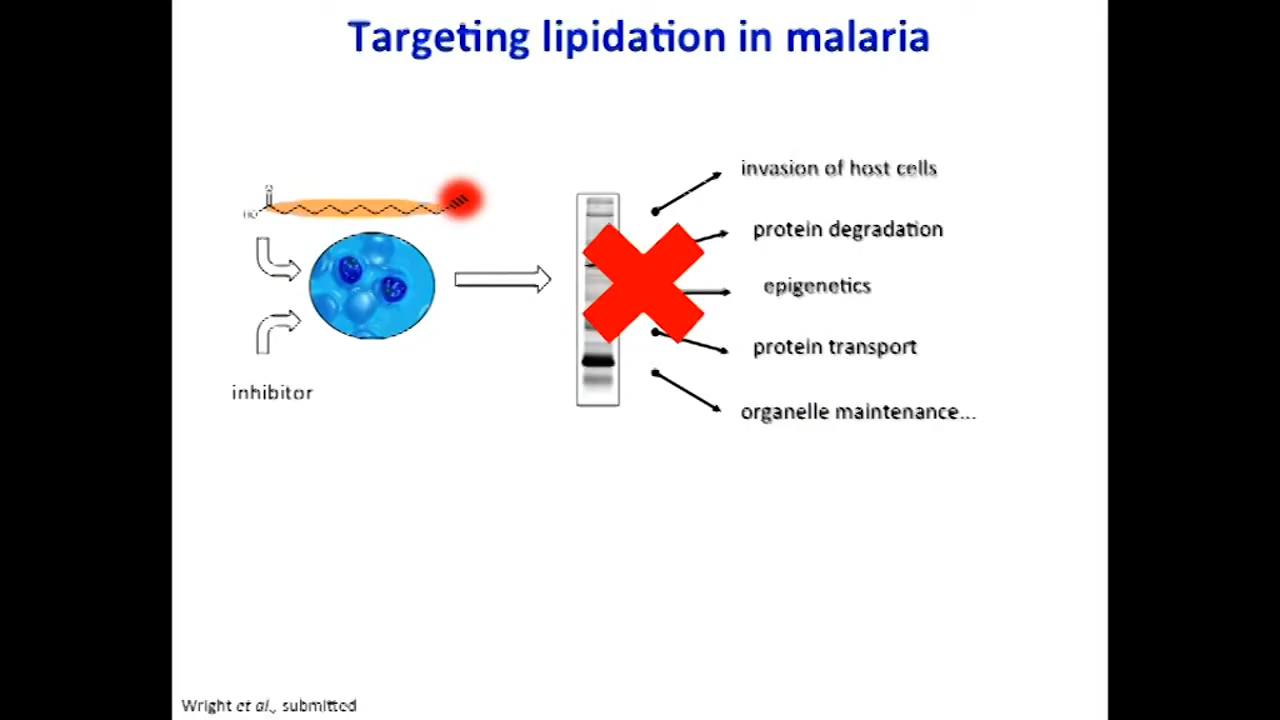 Targeting lipidation in malaria
invasion of host cells
protein degradation
epigenetics
protein transport
organelle maintenance...
HO
O
inhibitor
Wright et al., submitted